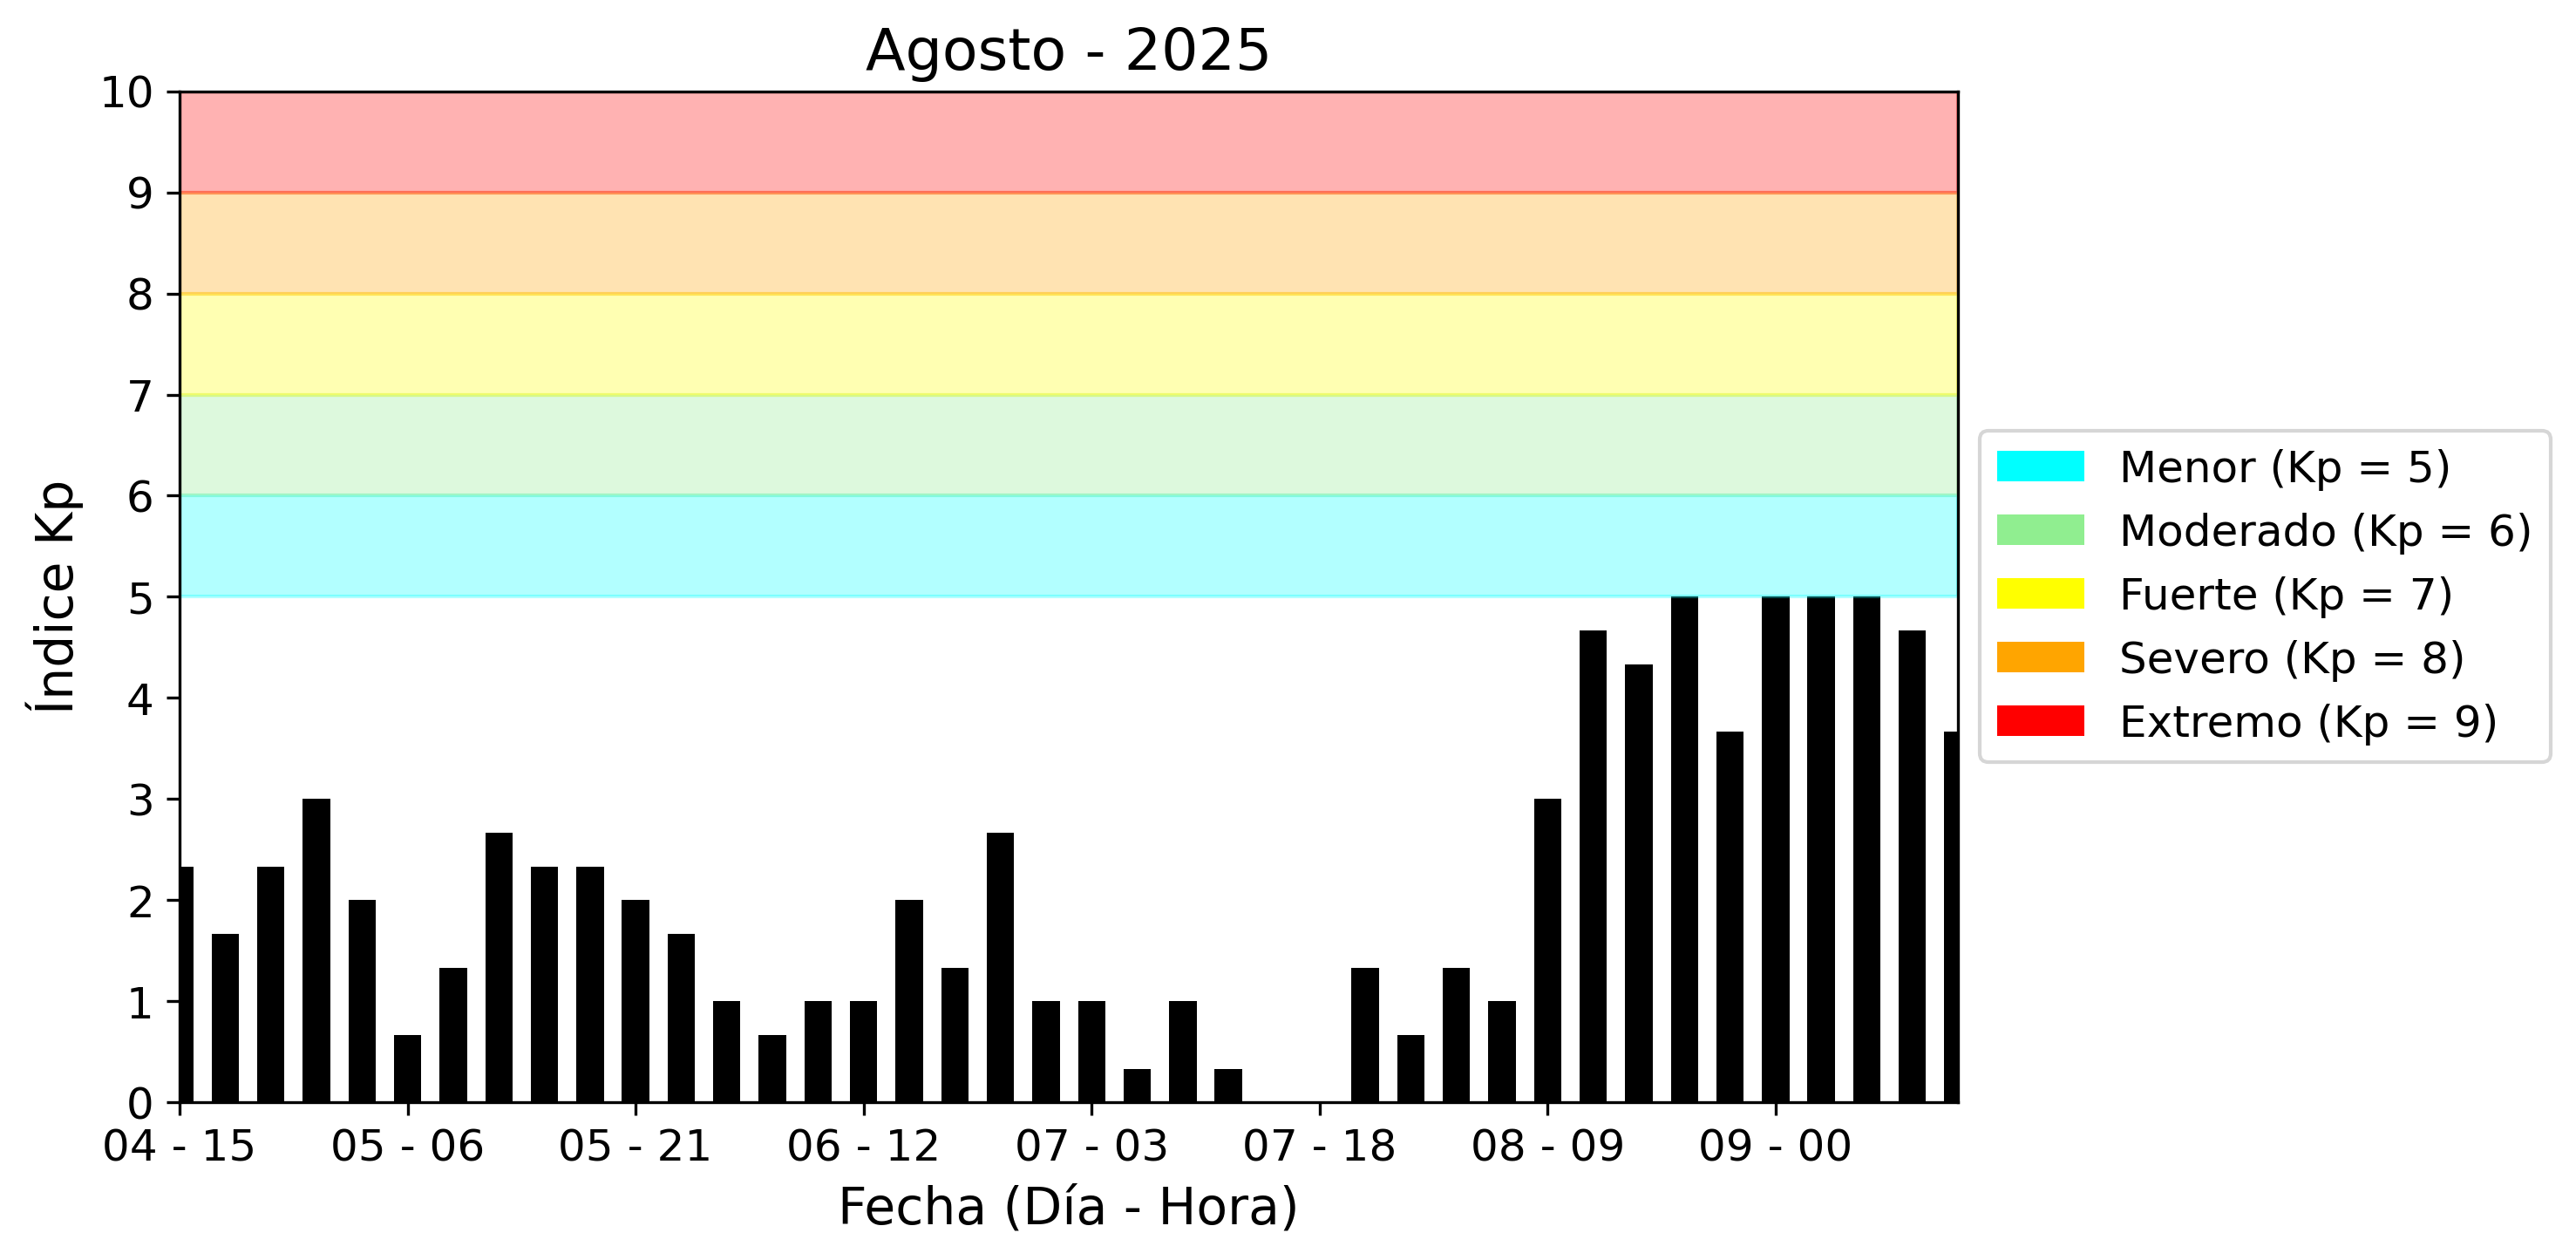 Agosto - 2025
10
9
8
7
6
5
4
3
2
1
0
Índice Kp
04 - 15
05 - 06
05 - 21
06 - 12
07 - 03
07 - 18
08 - 09
09 - 00
Fecha (Día - Hora)
Menor (Kp = 5)
Moderado (Kp = 6)
Fuerte (Kp = 7)
Severo (Kp = 8)
Extremo (Kp = 9)